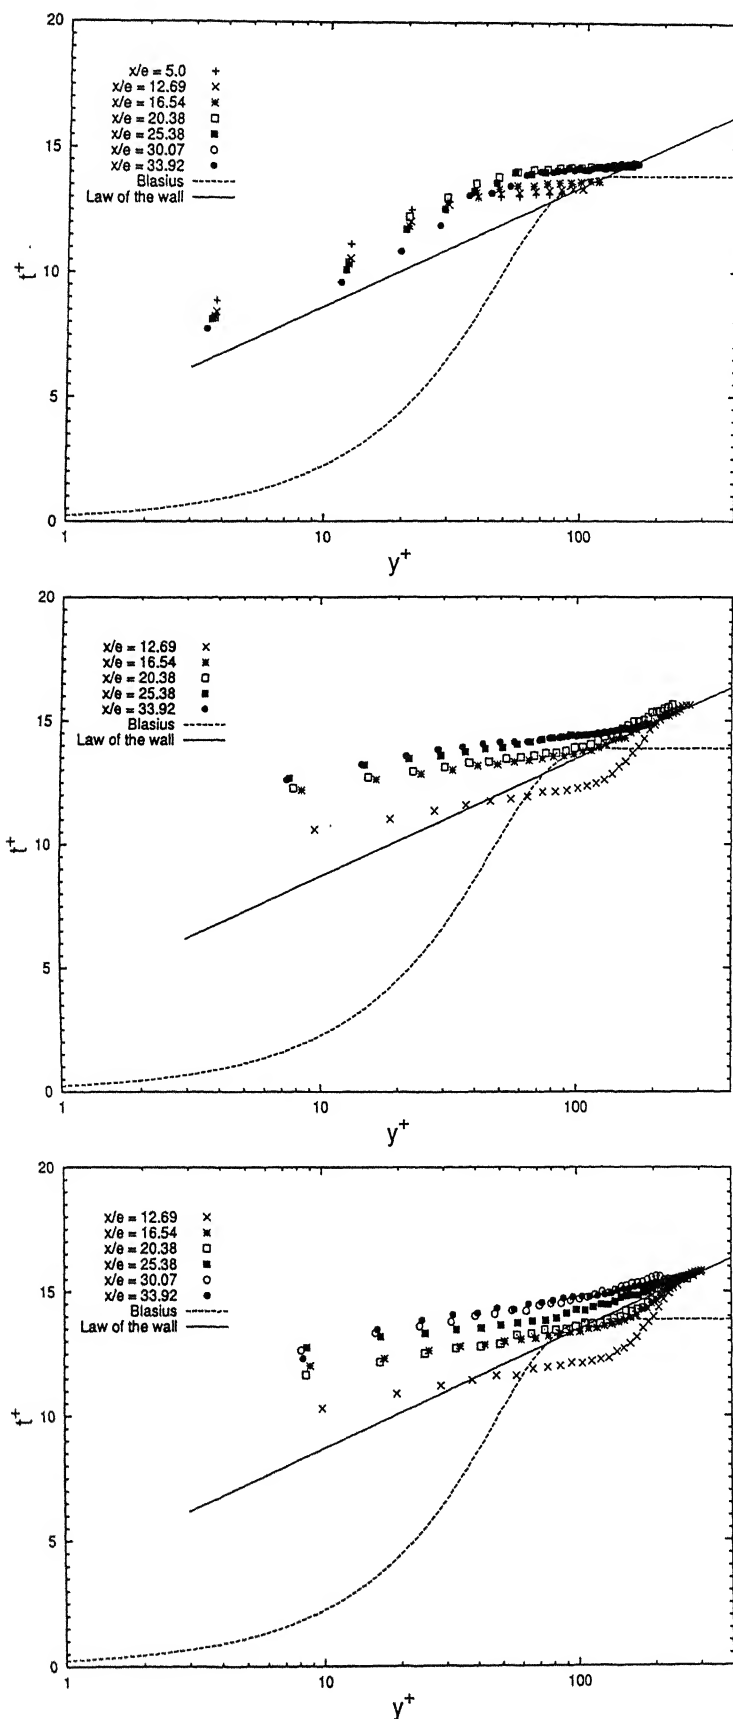 20
x/e = 5.0
x/e = 12.69
x/e = 16.54
x/e = 20.38
x/e = 25.38
x/e = 30.07
x/e = 33.92
Blasius
Law of the wall
15
t+
10
5
0
1
10
100
y+
20
x/e = 12.69
x/e = 16.54
x/e = 20.38
x/e = 25.38
x/e = 33.92
Blasius
Law of the wall
15
t+
10
5
0
1
10
100
y+
20
x/e = 12.69
x/e = 16.54
x/e = 20.38
x/e = 25.38
x/e = 30.07
x/e = 33.92
Blasius
Law of the wall
15
t+
10
5
0
1
10
100
y+